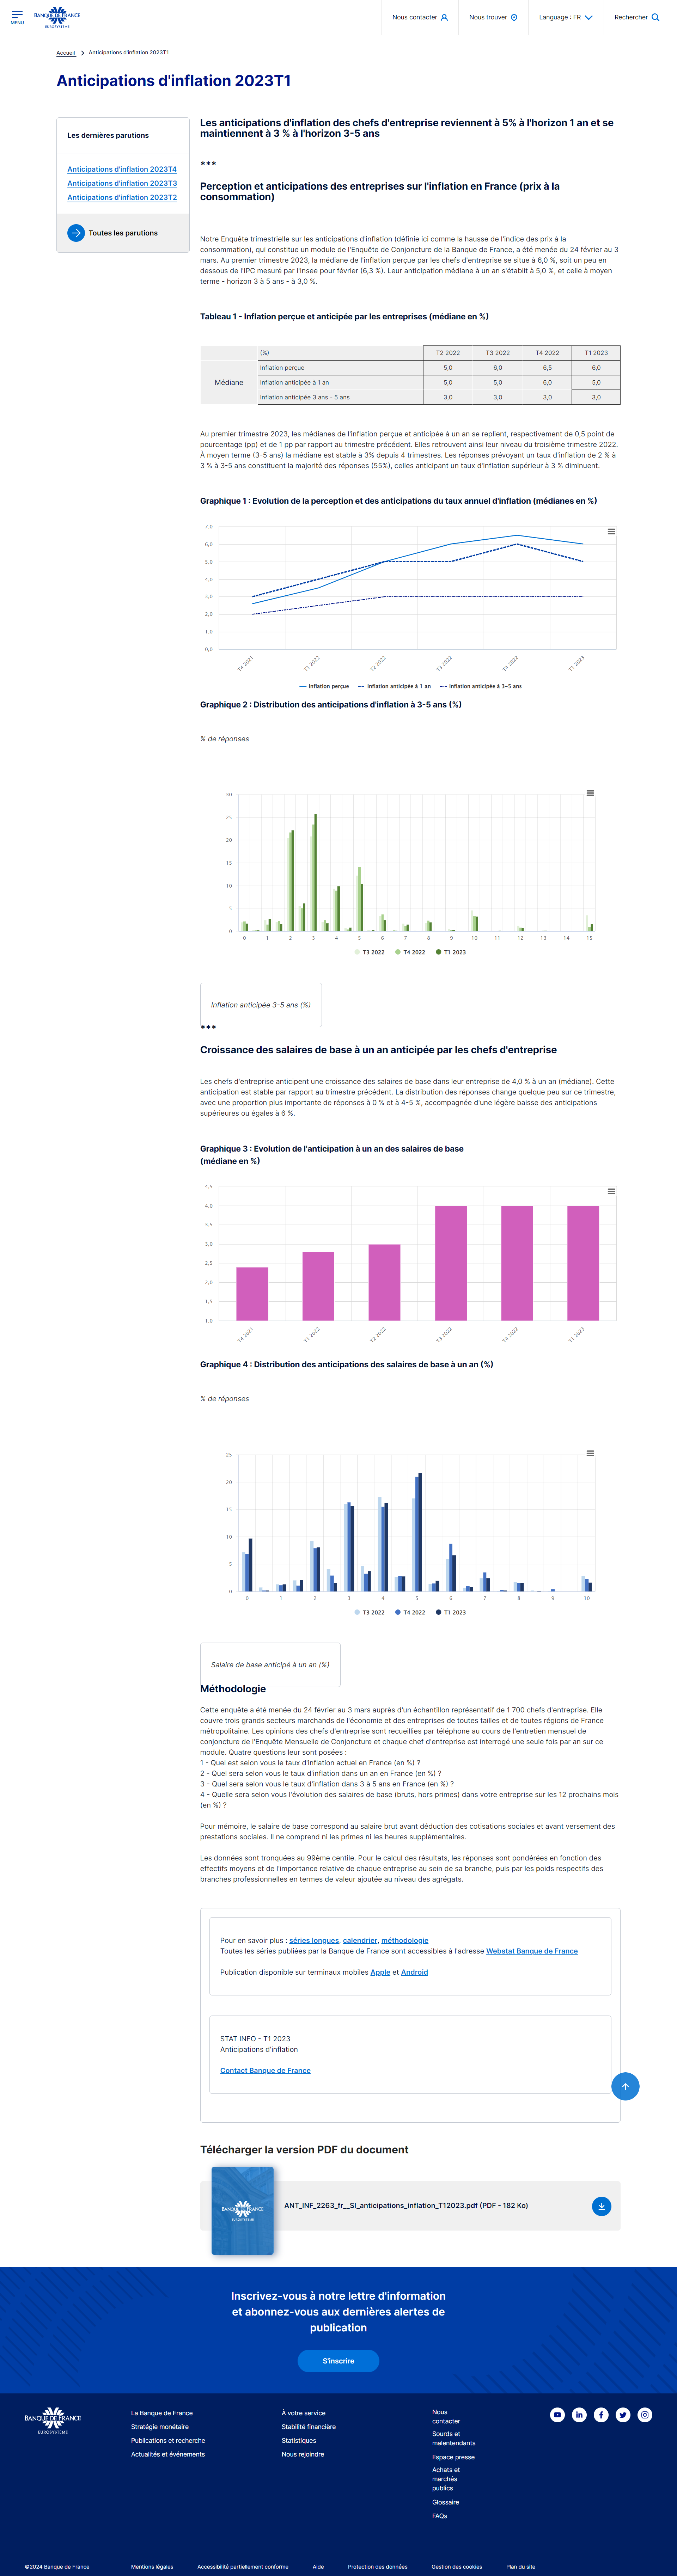 MENU
BANQUE DE FRANCE
EUROSYSTÈME
Nous contacter
Nous trouver
Language : FR
Rechercher
Accueil
Anticipations d'inflation 2023T1
Anticipations d'inflation 2023T1
Les dernières parutions
Anticipations d'inflation 2023T4
Anticipations d'inflation 2023T3
Anticipations d'inflation 2023T2
Toutes les parutions
Les anticipations d'inflation des chefs d'entreprise reviennent à 5% à l'horizon 1 an et se
maintiennent à 3 % à l'horizon 3-5 ans
***
Perception et anticipations des entreprises sur l'inflation en France (prix à la
consommation)
Notre Enquête trimestrielle sur les anticipations d'inflation (définie ici comme la hausse de l'indice des prix à la
consommation), qui constitue un module de l'Enquête de Conjoncture de la Banque de France, a été menée du 24 février au 3
mars. Au premier trimestre 2023, la médiane de l'inflation perçue par les chefs d'entreprise se situe à 6,0 %, soit un peu en
dessous de l'IPC mesuré par l'Insee pour février (6,3 %). Leur anticipation médiane à un an s'établit à 5,0 %, et celle à moyen
terme - horizon 3 à 5 ans - à 3,0 %.
Tableau 1 - Inflation perçue et anticipée par les entreprises (médiane en %)
(%) T2 2022 T3 2022 T4 2022 T1 2023
Médiane
Inflation perçue 5,0 6,0 6,5 6,0
Inflation anticipée à 1 an 5,0 5,0 6,0 5,0
Inflation anticipée 3 ans - 5 ans 3,0 3,0 3,0 3,0
Au premier trimestre 2023, les médianes de l'inflation perçue et anticipée à un an se replient, respectivement de 0,5 point de
pourcentage (pp) et de 1 pp par rapport au trimestre précédent. Elles retrouvent ainsi leur niveau du troisième trimestre 2022.
À moyen terme (3-5 ans) la médiane est stable à 3% depuis 4 trimestres. Les réponses prévoyant un taux d'inflation de 2 % à
3 % à 3-5 ans constituent la majorité des réponses (55%), celles anticipant un taux d'inflation supérieur à 3 % diminuent.
Graphique 1 : Evolution de la perception et des anticipations du taux annuel d'inflation (médianes en %)
7,0
6,0
5,0
4,0
3,0
2,0
1,0
0,0
T4 2021 T1 2022 T2 2022 T3 2022 T4 2022 T1 2023
Inflation perçue Inflation anticipée à 1 an Inflation anticipée à 3-5 ans
Graphique 2 : Distribution des anticipations d'inflation à 3-5 ans (%)
% de réponses
30
25
20
15
10
5
0
0 1 2 3 4 5 6 7 8 9 10 11 12 13 14 15
T3 2022 T4 2022 T1 2023
Inflation anticipée 3-5 ans (%)
***
Croissance des salaires de base à un an anticipée par les chefs d'entreprise
Les chefs d'entreprise anticipent une croissance des salaires de base dans leur entreprise de 4,0 % à un an (médiane). Cette
anticipation est stable par rapport au trimestre précédent. La distribution des réponses change quelque peu sur ce trimestre,
avec une proportion plus importante de réponses à 0 % et à 4-5 %, accompagnée d'une légère baisse des anticipations
supérieures ou égales à 6 %.
Graphique 3 : Evolution de l'anticipation à un an des salaires de base
(médiane en %)
4,5
4,0
3,5
3,0
2,5
2,0
1,5
1,0
T4 2021 T1 2022 T2 2022 T3 2022 T4 2022 T1 2023
Graphique 4 : Distribution des anticipations des salaires de base à un an (%)
% de réponses
25
20
15
10
5
0
0 1 2 3 4 5 6 7 8 9 10
T3 2022 T4 2022 T1 2023
Salaire de base anticipé à un an (%)
Méthodologie
Cette enquête a été menée du 24 février au 3 mars auprès d'un échantillon représentatif de 1 700 chefs d'entreprise. Elle
couvre trois grands secteurs marchands de l'économie et des entreprises de toutes tailles et de toutes régions de France
métropolitaine. Les opinions des chefs d'entreprise sont recueillies par téléphone au cours de l'entretien mensuel de
conjoncture de l'Enquête Mensuelle de Conjoncture et chaque chef d'entreprise est interrogé une seule fois par an sur ce
module. Quatre questions leur sont posées :
1 - Quel est selon vous le taux d'inflation actuel en France (en %) ?
2 - Quel sera selon vous le taux d'inflation dans un an en France (en %) ?
3 - Quel sera selon vous le taux d'inflation dans 3 à 5 ans en France (en %) ?
4 - Quelle sera selon vous l'évolution des salaires de base (bruts, hors primes) dans votre entreprise sur les 12 prochains mois
(en %) ?
Pour mémoire, le salaire de base correspond au salaire brut avant déduction des cotisations sociales et avant versement des
prestations sociales. Il ne comprend ni les primes ni les heures supplémentaires.
Les données sont tronquées au 99ème centile. Pour le calcul des résultats, les réponses sont pondérées en fonction des
effectifs moyens et de l'importance relative de chaque entreprise au sein de sa branche, puis par les poids respectifs des
branches professionnelles en termes de valeur ajoutée au niveau des agrégats.
Pour en savoir plus : séries longues, calendrier, méthodologie
Toutes les séries publiées par la Banque de France sont accessibles à l'adresse Webstat Banque de France
Publication disponible sur terminaux mobiles Apple et Android
STAT INFO - T1 2023
Anticipations d'inflation
Contact Banque de France
Télécharger la version PDF du document
BANQUE DE FRANCE
EUROSYSTÈME
ANT_INF_2263_fr__SI_anticipations_inflation_T12023.pdf (PDF - 182 Ko)
Inscrivez-vous à notre lettre d'information
et abonnez-vous aux dernières alertes de
publication
S'inscrire
BANQUE DE FRANCE
EUROSYSTÈME
La Banque de France
Stratégie monétaire
Publications et recherche
Actualités et événements
À votre service
Stabilité financière
Statistiques
Nous rejoindre
Nous
contacter
Sourds et
malentendants
Espace presse
Achats et
marchés
publics
Glossaire
FAQs
©2024 Banque de France
Mentions légales
Accessibilité partiellement conforme
Aide
Protection des données
Gestion des cookies
Plan du site